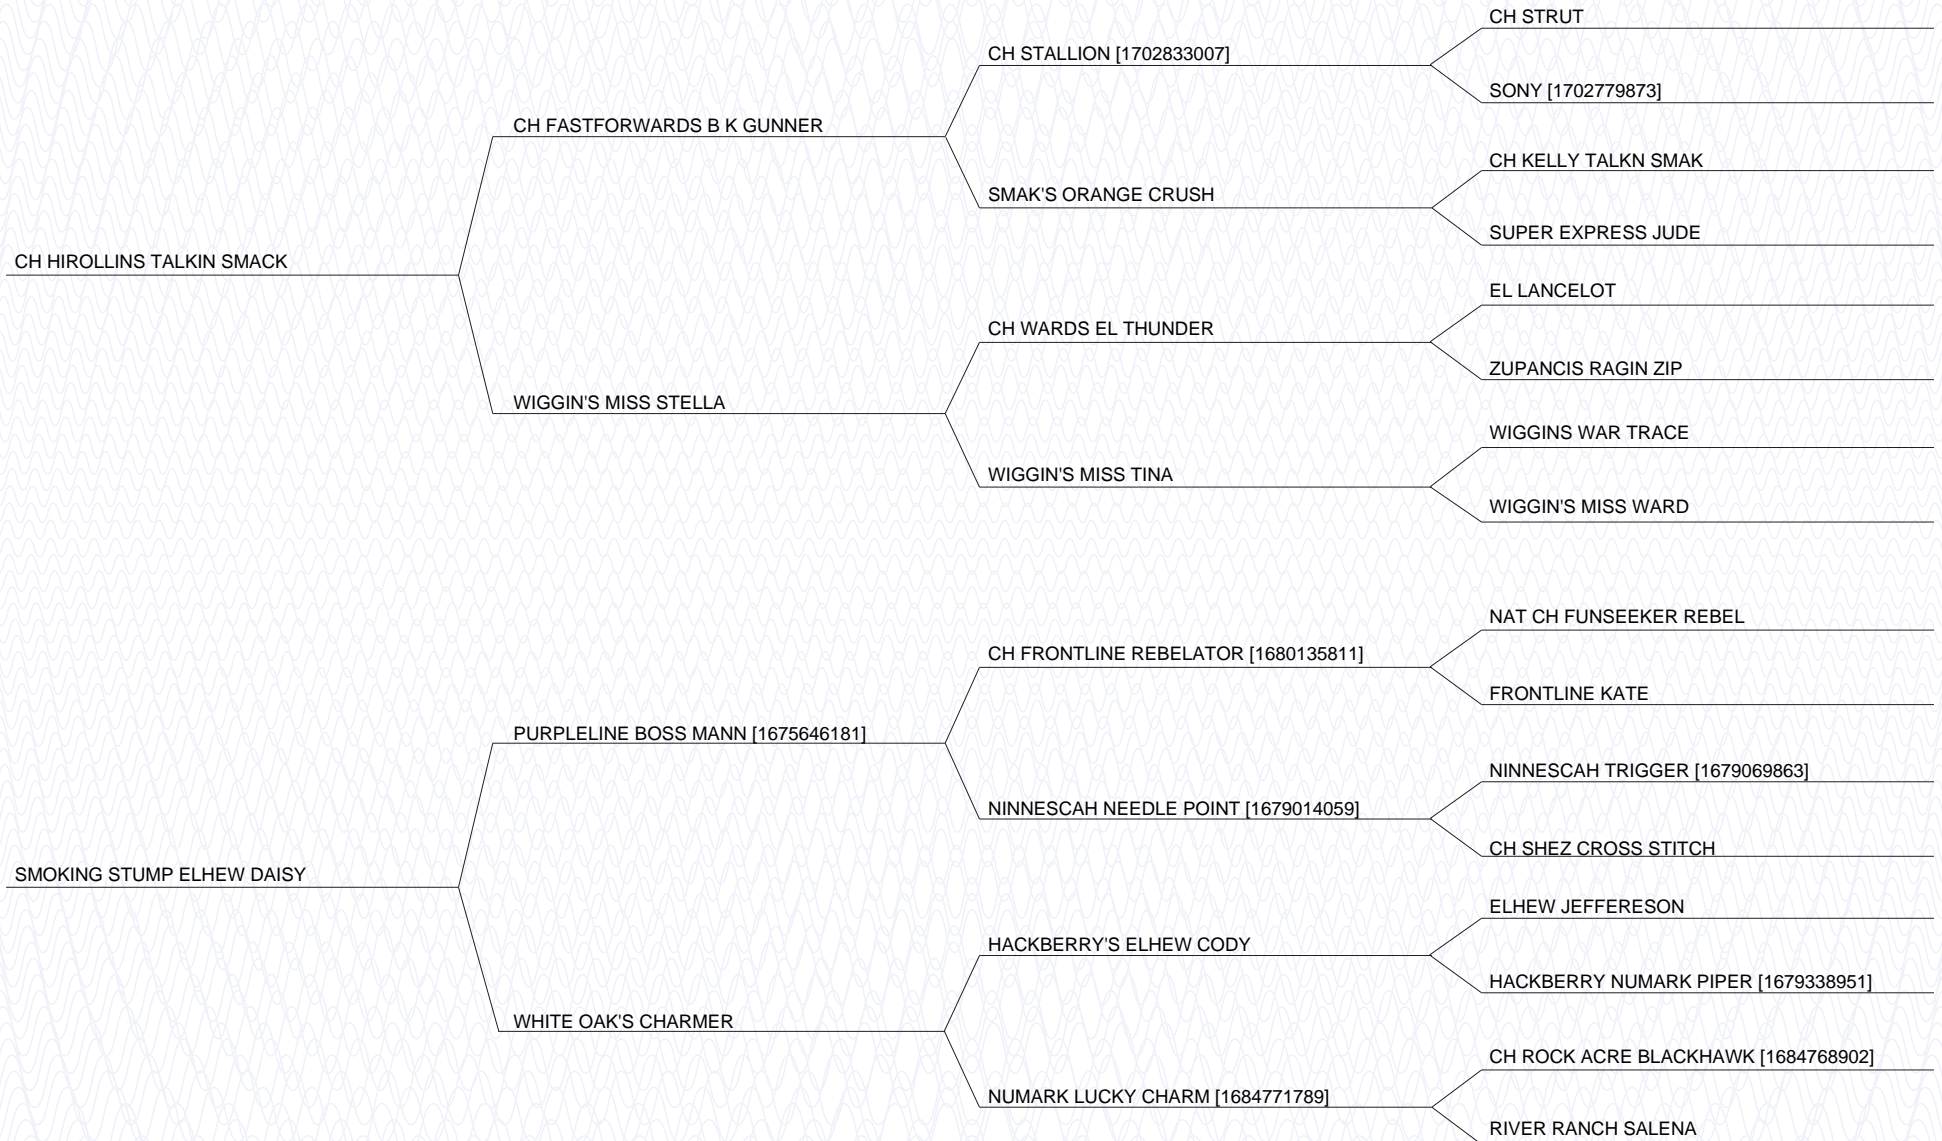 CH STRUT
CH STALLION [1702833007]
SONY [1702779873]
CH FASTFORWARDS B K GUNNER
CH KELLY TALKN SMAK
SMAK'S ORANGE CRUSH
SUPER EXPRESS JUDE
CH HIROLLINS TALKIN SMACK
EL LANCELOT
CH WARDS EL THUNDER
ZUPANCIS RAGIN ZIP
WIGGIN'S MISS STELLA
WIGGINS WAR TRACE
WIGGIN'S MISS TINA
WIGGIN'S MISS WARD
NAT CH FUNSEEKER REBEL
CH FRONTLINE REBELATOR [1680135811]
FRONTLINE KATE
PURPLELINE BOSS MANN [1675646181]
NINNESCAH TRIGGER [1679069863]
NINNESCAH NEEDLE POINT [1679014059]
CH SHEZ CROSS STITCH
SMOKING STUMP ELHEW DAISY
ELHEW JEFFERESON
HACKBERRY'S ELHEW CODY
HACKBERRY NUMARK PIPER [1679338951]
WHITE OAK'S CHARMER
CH ROCK ACRE BLACKHAWK [1684768902]
NUMARK LUCKY CHARM [1684771789]
RIVER RANCH SALENA